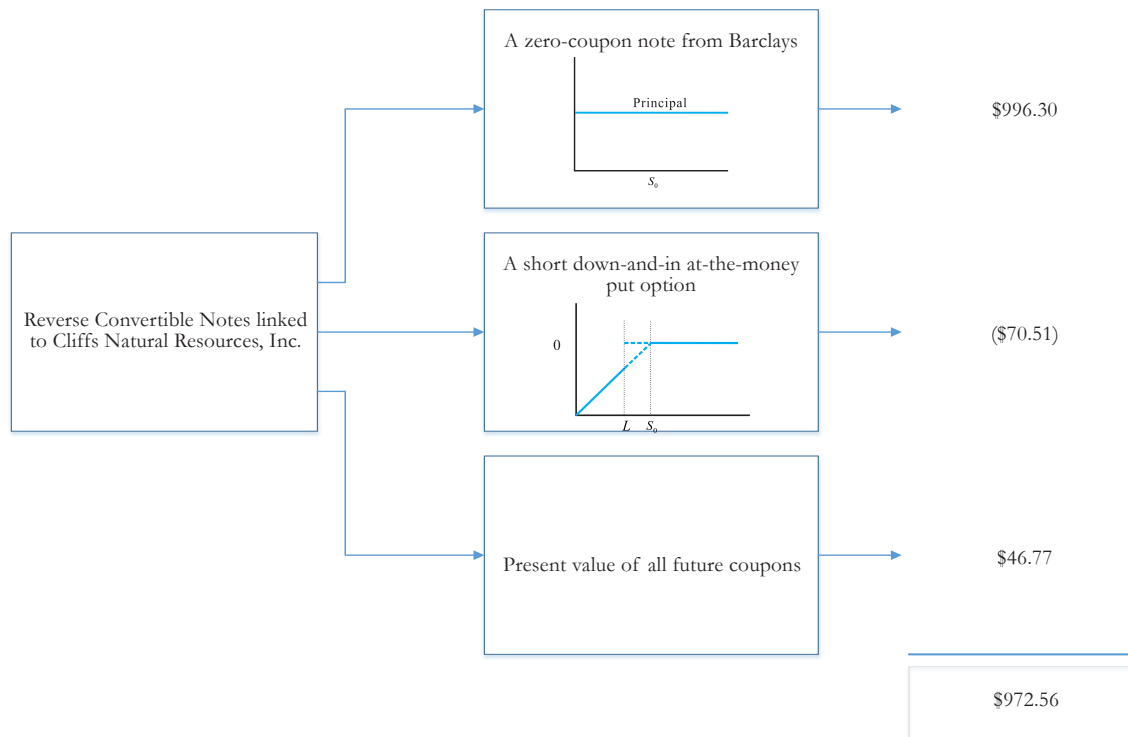 A zero-coupon note from Barclays
Principal
S₀
$996.30
Reverse Convertible Notes linked
to Cliffs Natural Resources, Inc.
A short down-and-in at-the-money
put option
0
L S₀
($70.51)
Present value of all future coupons
$46.77
$972.56